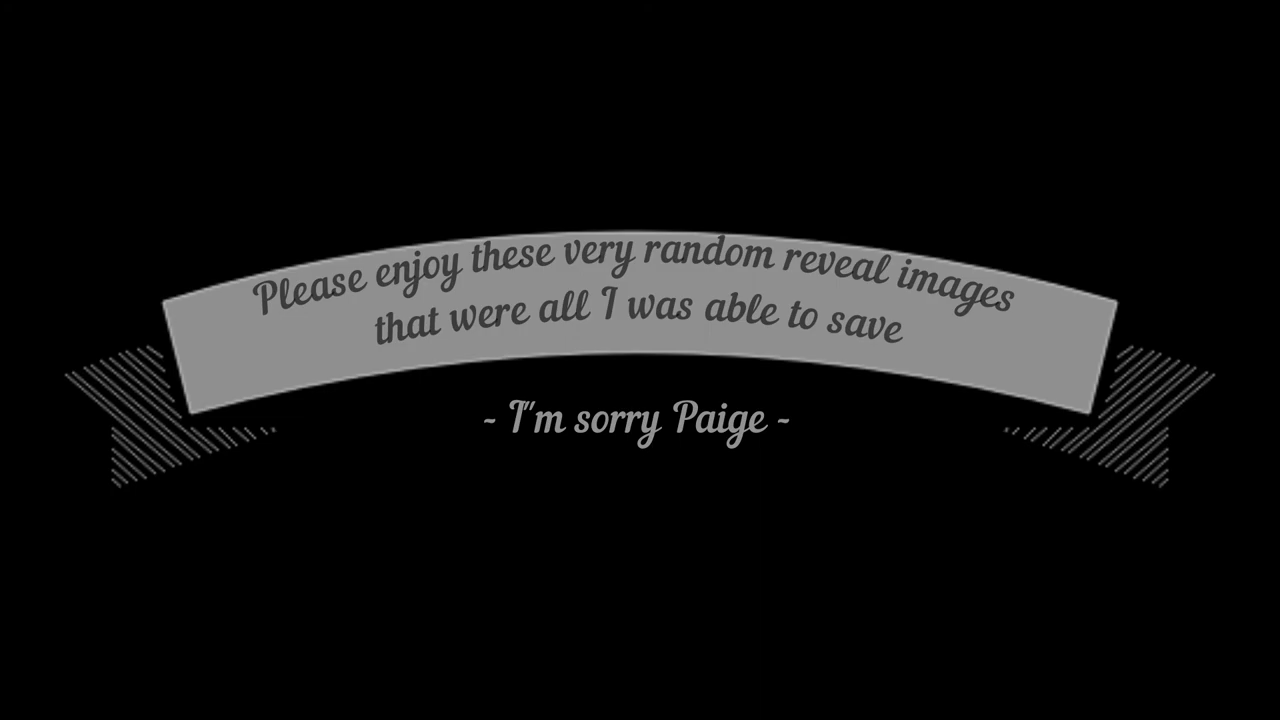 Please enjoy these very random reveal images
that were all I was able to save
- I"m sorry Paige -